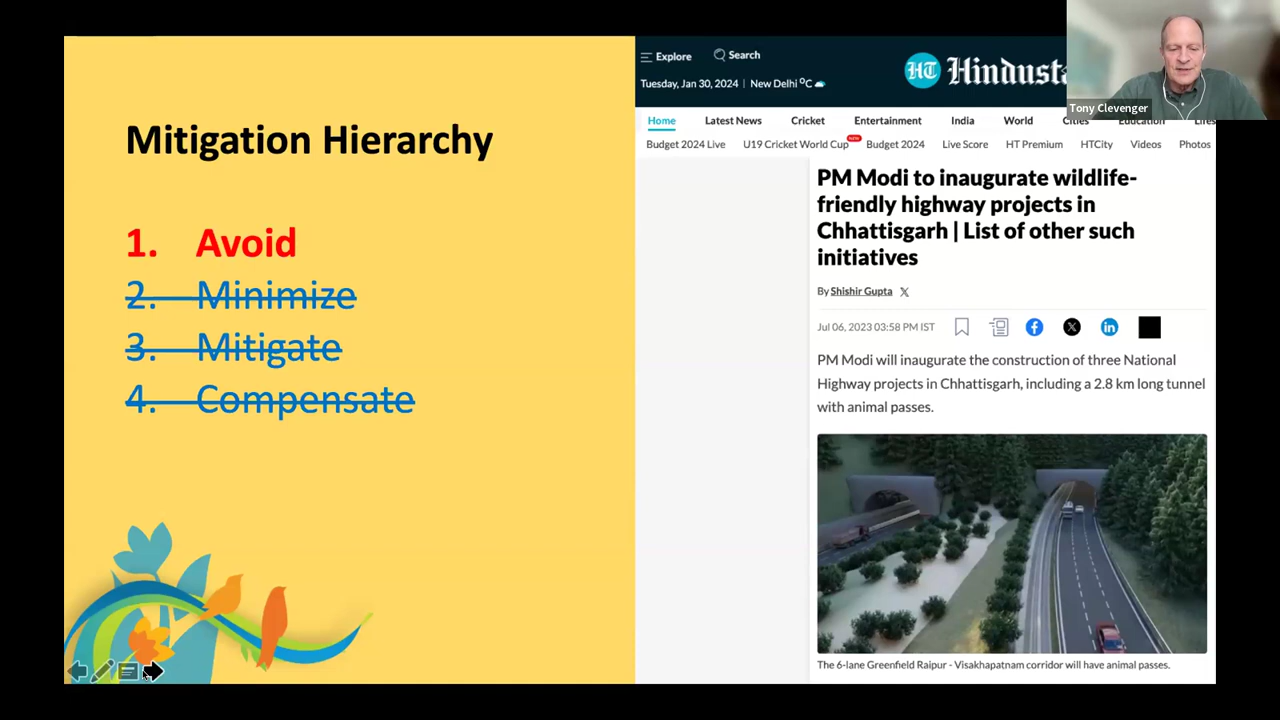 Mitigation Hierarchy
1. Avoid
2. Minimize
3. Mitigate
4. Compensate
Explore
Search
HT Hindusta
Tuesday, Jan 30, 2024 | New Delhi °C
Tony Clevenger
Home Latest News Cricket Entertainment India World Cities Education
Budget 2024 Live U19 Cricket World Cup Budget 2024 Live Score HT Premium HTCity Videos Photos
PM Modi to inaugurate wildlife-
friendly highway projects in
Chhattisgarh | List of other such
initiatives
By Shishir Gupta
Jul 06, 2023 03:58 PM IST
PM Modi will inaugurate the construction of three National
Highway projects in Chhattisgarh, including a 2.8 km long tunnel
with animal passes.
The 6-lane Greenfield Raipur - Visakhapatnam corridor will have animal passes.